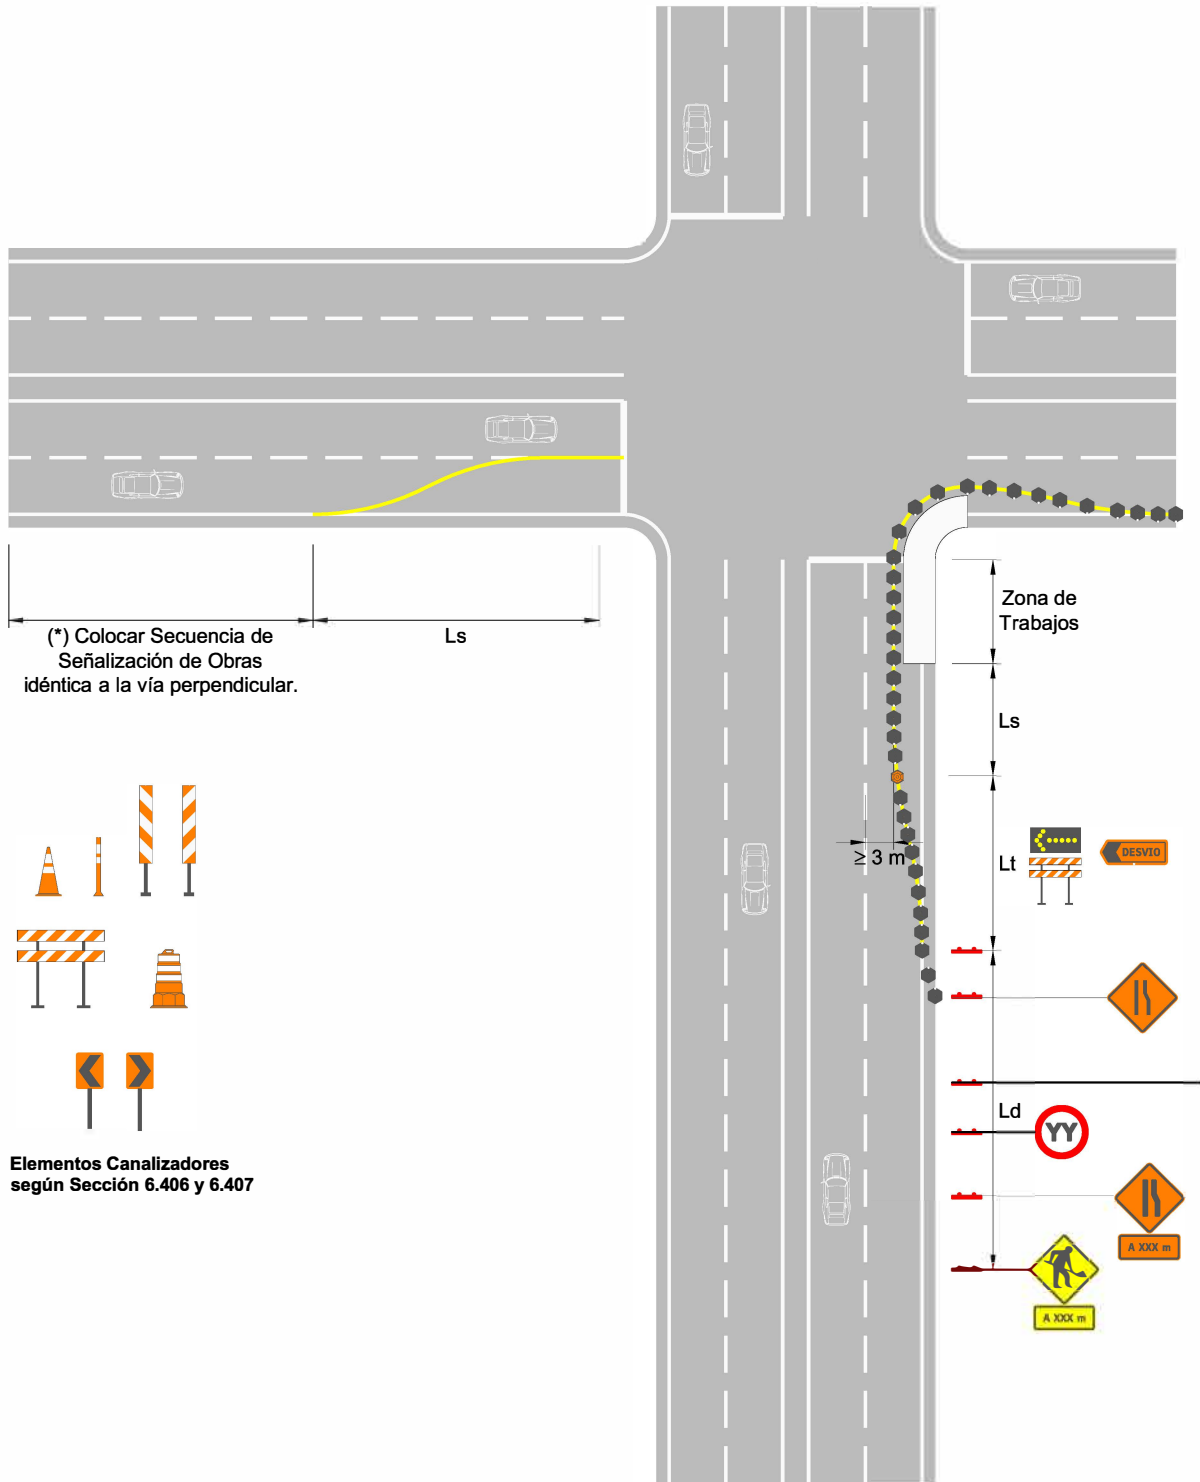 (*) Colocar Secuencia de
Señalización de Obras
idéntica a la vía perpendicular.
Ls
Zona de
Trabajos
Ls
≥ 3 m
Lt
DESVIO
Ld
YY
A XXX m
A XXX m
Elementos Canalizadores
según Sección 6.406 y 6.407